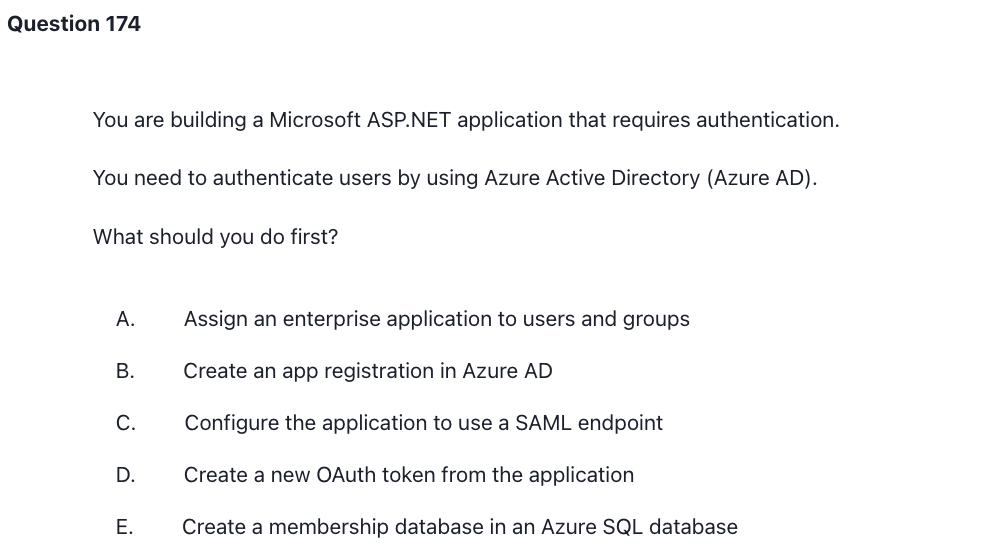 Question 174
You are building a Microsoft ASP.NET application that requires authentication.
You need to authenticate users by using Azure Active Directory (Azure AD).
What should you do first?
A. Assign an enterprise application to users and groups
B. Create an app registration in Azure AD
C. Configure the application to use a SAML endpoint
D. Create a new OAuth token from the application
E. Create a membership database in an Azure SQL database